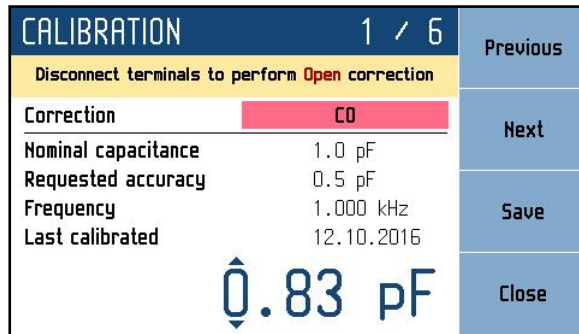 CALIBRATION 1 / 6
Disconnect terminals to perform Open correction
Correction C0
Nominal capacitance 1.0 pF
Requested accuracy 0.5 pF
Frequency 1.000 kHz
Last calibrated 12.10.2016
0.83 pF
Previous
Next
Save
Close